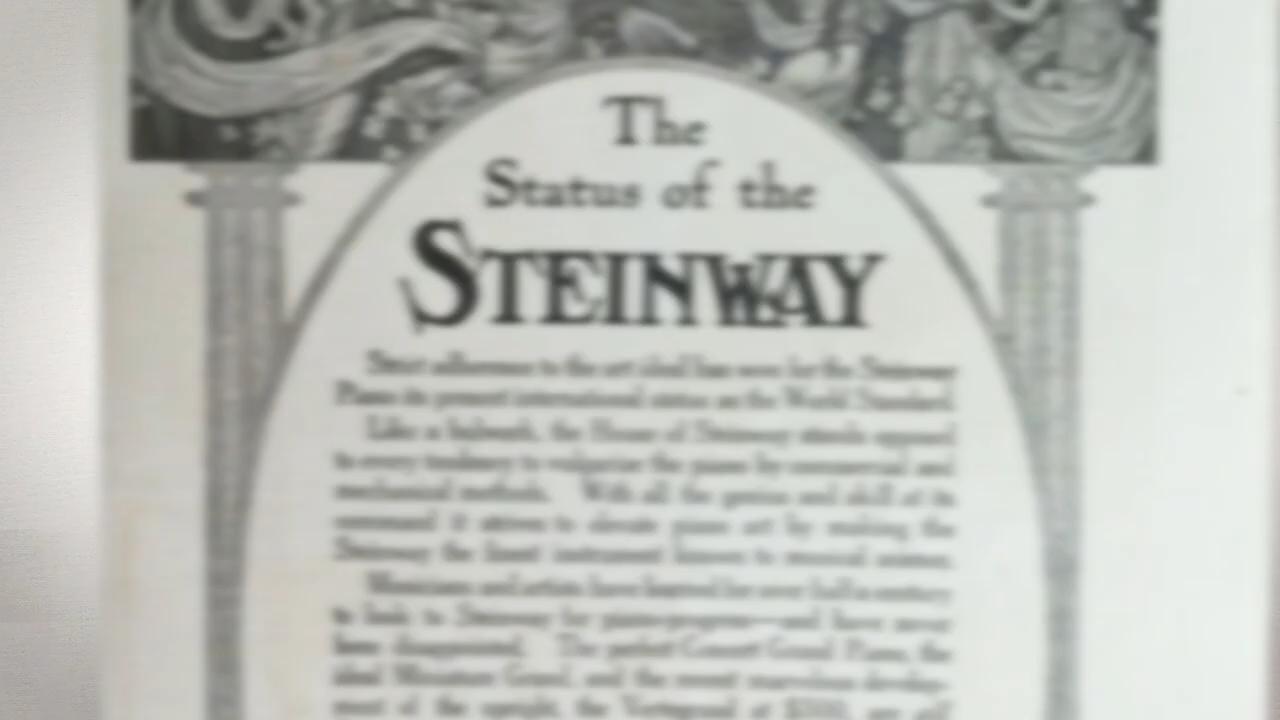 The
Status of the
STEINWAY
Strict adherence to the art ideal has won for the Steinway
Piano its present international status as the World Standard.
Like a bulwark, the House of Steinway stands opposed
to every tendency to vulgarize the piano by commercial and
mechanical methods. With all the genius and skill at its
command it strives to elevate piano art by making the
Steinway the finest instrument known to musical science.
Musicians and artists have learned for over half a century
to look to Steinway for piano-progress—and have never
been disappointed. The perfect Concert Grand Piano, the
ideal Miniature Grand, and the recent marvelous develop-
ment of the upright, the Vertegrand at